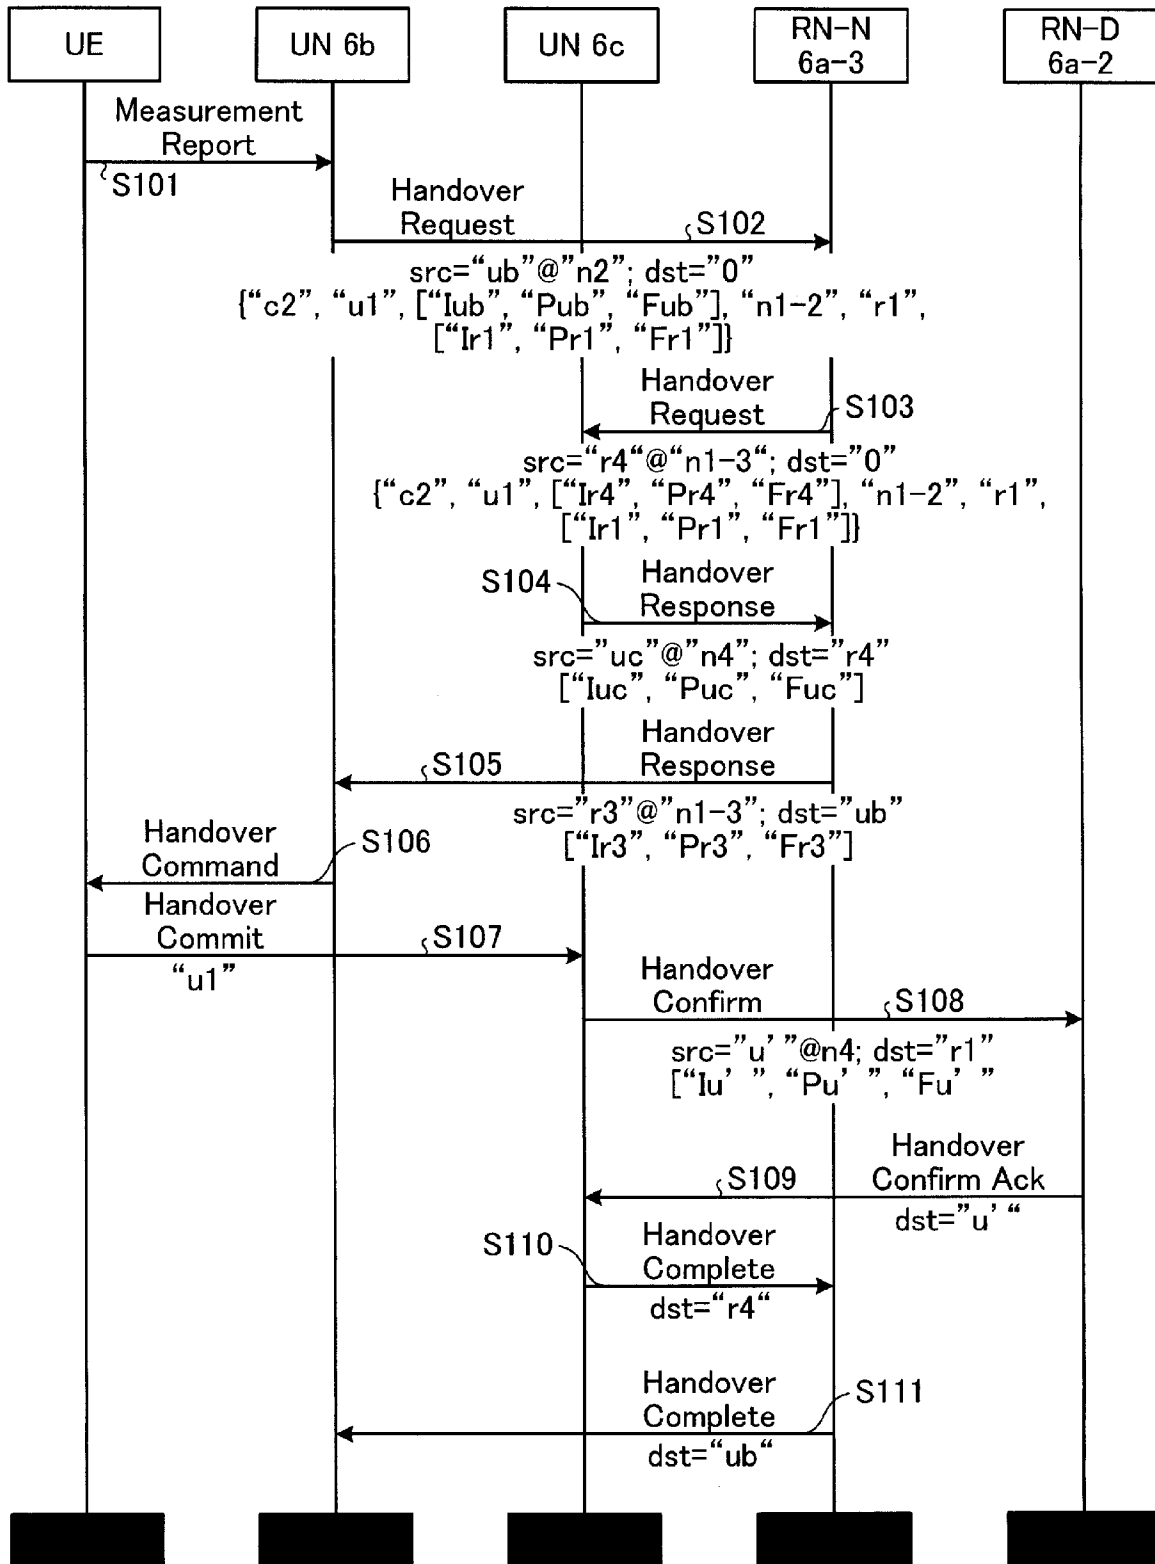 UE
UN 6b
UN 6c
RN-N
6a-3
RN-D
6a-2
Measurement
Report
S101
Handover
Request
S102
src=“ub”@”n2”; dst=”0”
{“c2”, “u1”, [“Iub”, “Pub”, “Fub”], “n1-2”, “r1”,
[“Ir1”, “Pr1”, “Fr1”]}
Handover
Request
S103
src=“r4“@“n1-3“; dst=”0”
{“c2”, “u1”, [“Ir4”, “Pr4”, “Fr4”], “n1-2”, “r1”,
[“Ir1”, “Pr1”, “Fr1”]}
S104
Handover
Response
src=”uc”@”n4”; dst=”r4”
[“Iuc”, “Puc”, “Fuc”]
Handover
Response
S105
src=”r3”@”n1-3”; dst=”ub”
[“Ir3”, “Pr3”, “Fr3”]
Handover
Command
S106
Handover
Commit
S107
“u1”
Handover
Confirm
S108
src=”u’ ”@n4; dst=”r1”
[“Iu’ ”, “Pu’ ”, “Fu’ ”
Handover
Confirm Ack
S109
dst=”u’ “
S110
Handover
Complete
dst=“r4“
Handover
Complete
S111
dst=“ub“